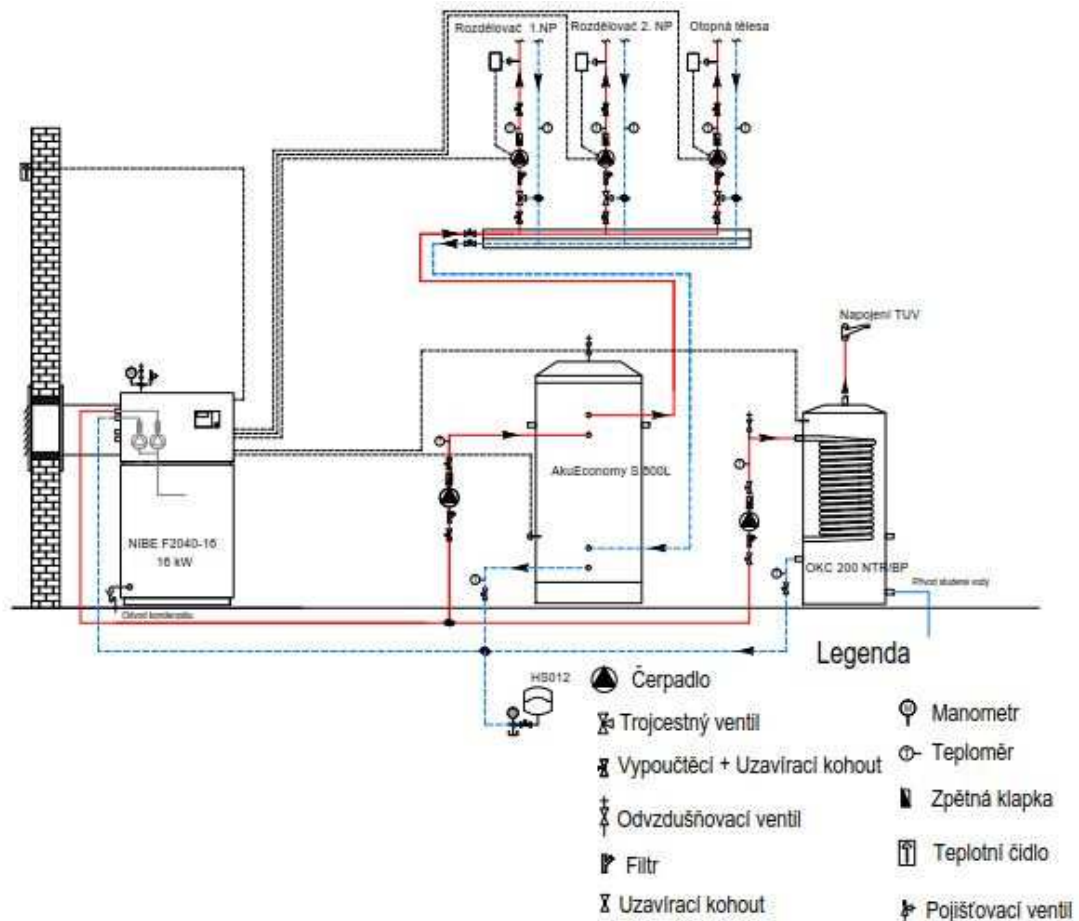 Rozdělovač 1.NP
Rozdělovač 2. NP
Otopná tělesa
Napojení TUV
AkuEconomy S 800L
NIBE F2040-16
16 kW
OKC 200 NTR/BP
Přívod studené vody
Odvod kondenzátu
HS012
Legenda
Čerpadlo
Trojcestný ventil
Vypoučtěcí + Uzavírací kohout
Odvzdušňovací ventil
Filtr
Uzavírací kohout
Manometr
Teploměr
Zpětná klapka
Teplotní čidlo
Pojišťovací ventil